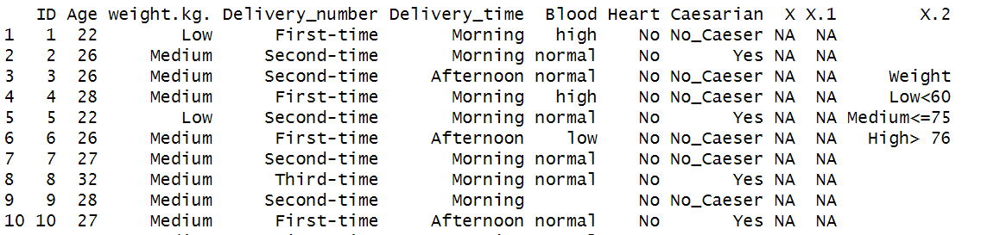 ID Age weight.kg. Delivery_number Delivery_time Blood Heart Caesarian X X.1 X.2
1 1 22 Low First-time Morning high No No_Caeser NA NA
2 2 26 Medium Second-time Morning normal No Yes NA NA
3 3 26 Medium Second-time Afternoon normal No No_Caeser NA NA Weight
4 4 28 Medium First-time Morning high No No_Caeser NA NA Low<60
5 5 22 Low Second-time Morning normal No Yes NA NA Medium<=75
6 6 26 Medium First-time Afternoon low No No_Caeser NA NA High> 76
7 7 27 Medium Second-time Morning normal No No_Caeser NA NA
8 8 32 Medium Third-time Morning normal No Yes NA NA
9 9 28 Medium Second-time Morning No No_Caeser NA NA
10 10 27 Medium First-time Afternoon normal No Yes NA NA